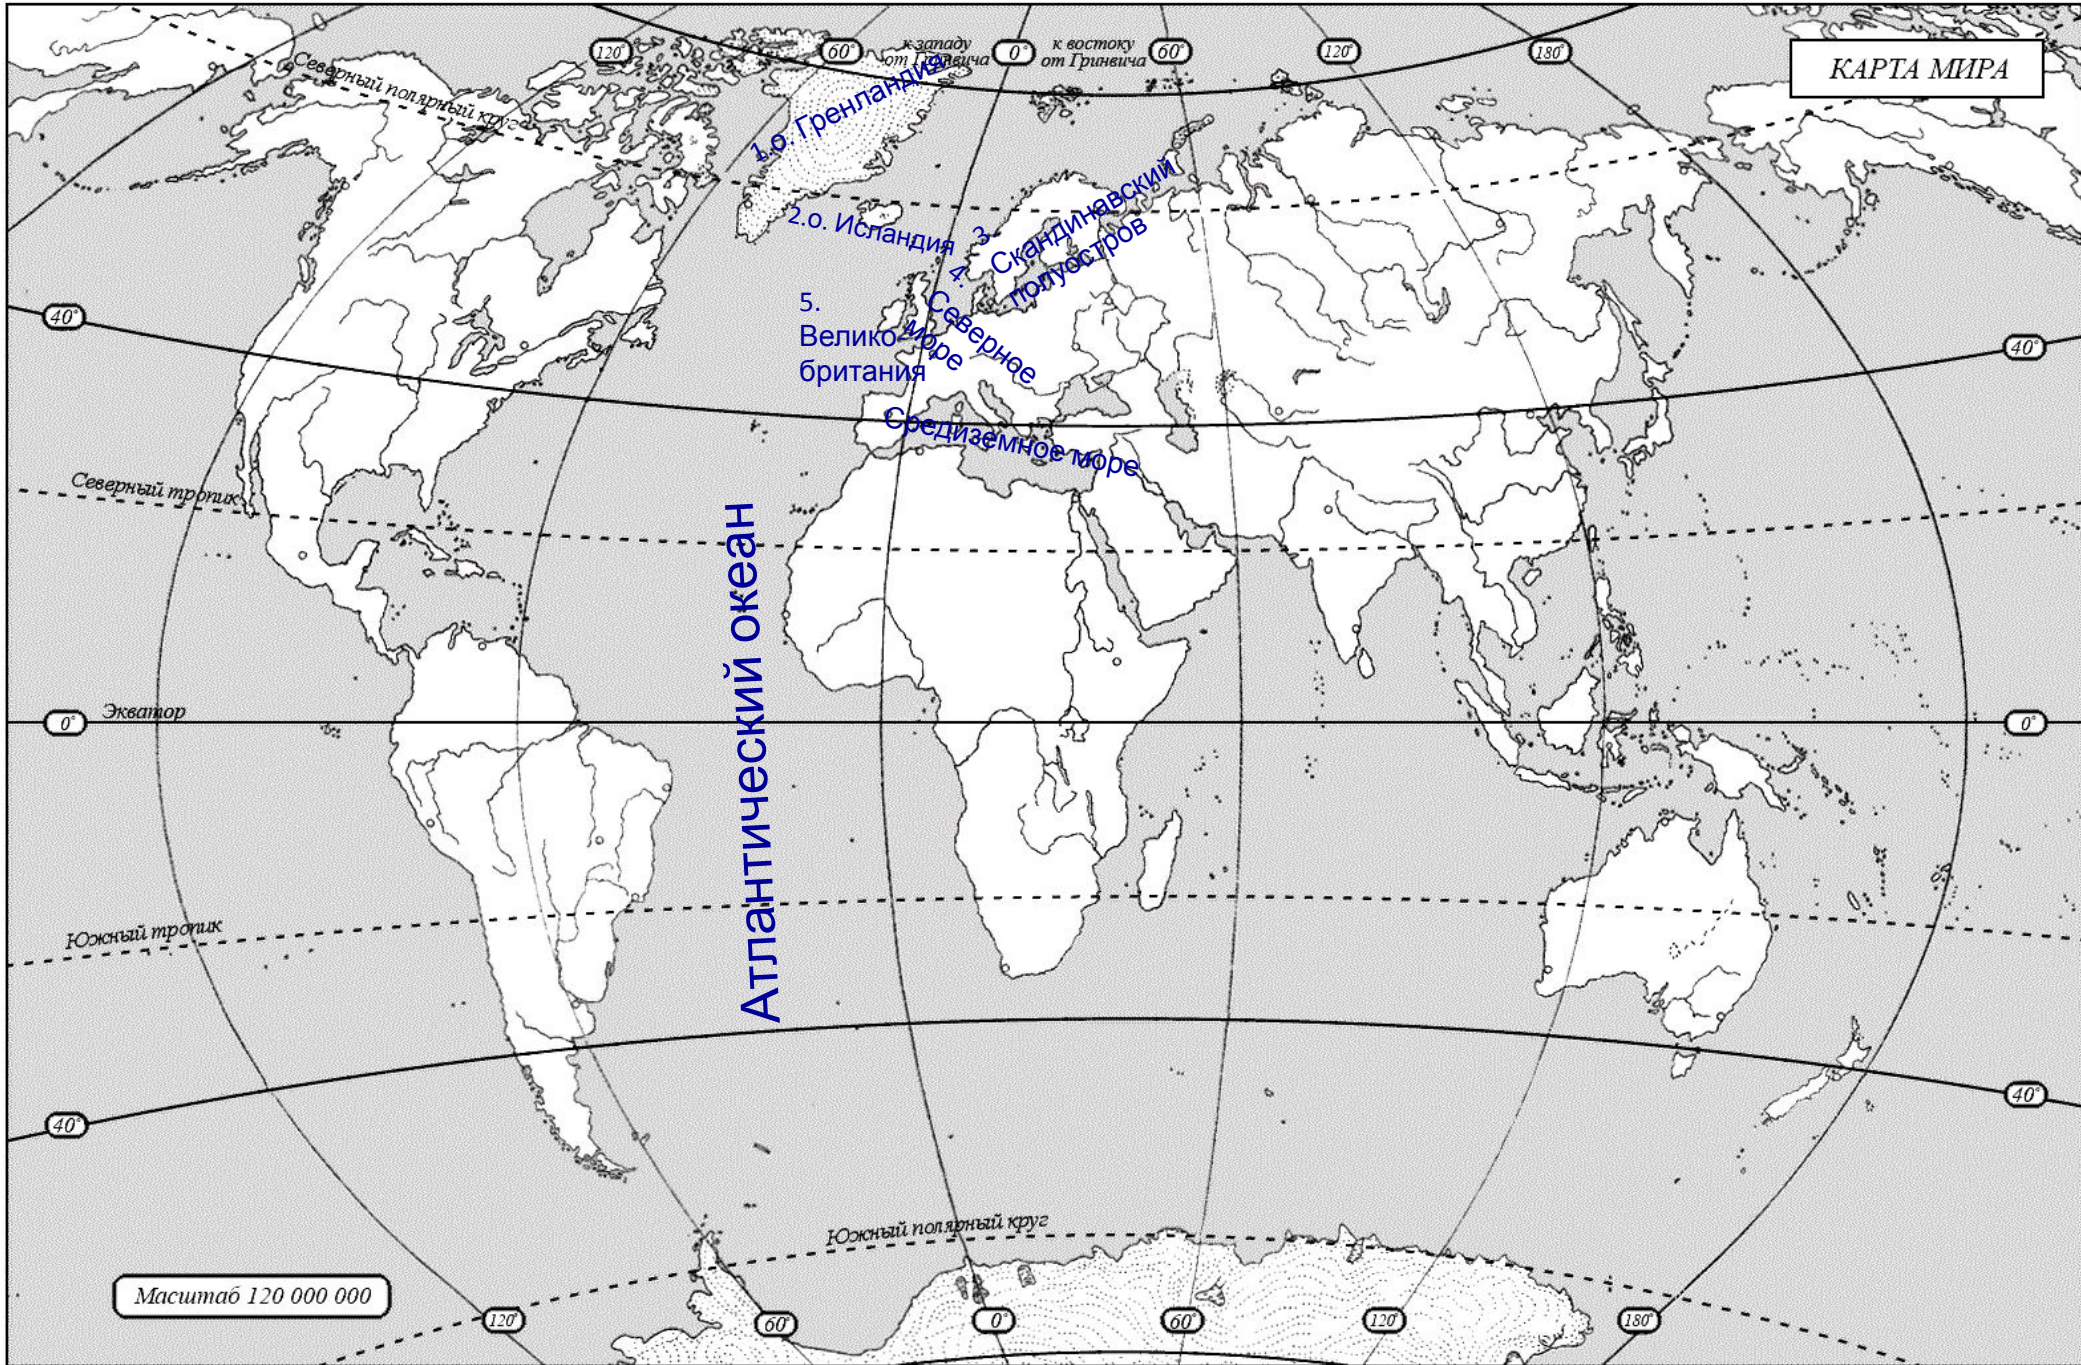 120°
60°
к западу
от Гринвича
0°
к востоку
от Гринвича
60°
120°
180°
КАРТА МИРА
Северный полярный круг
1.о. Гренландия
2.о. Исландия
3.
Скандинавский
полуостров
4.
Северное
море
5.
Велико-
британия
40°
40°
Средиземное море
Северный тропик
Атлантический океан
Экватор
0°
0°
Южный тропик
40°
40°
Южный полярный круг
Масштаб 120 000 000
120°
60°
0°
60°
120°
180°